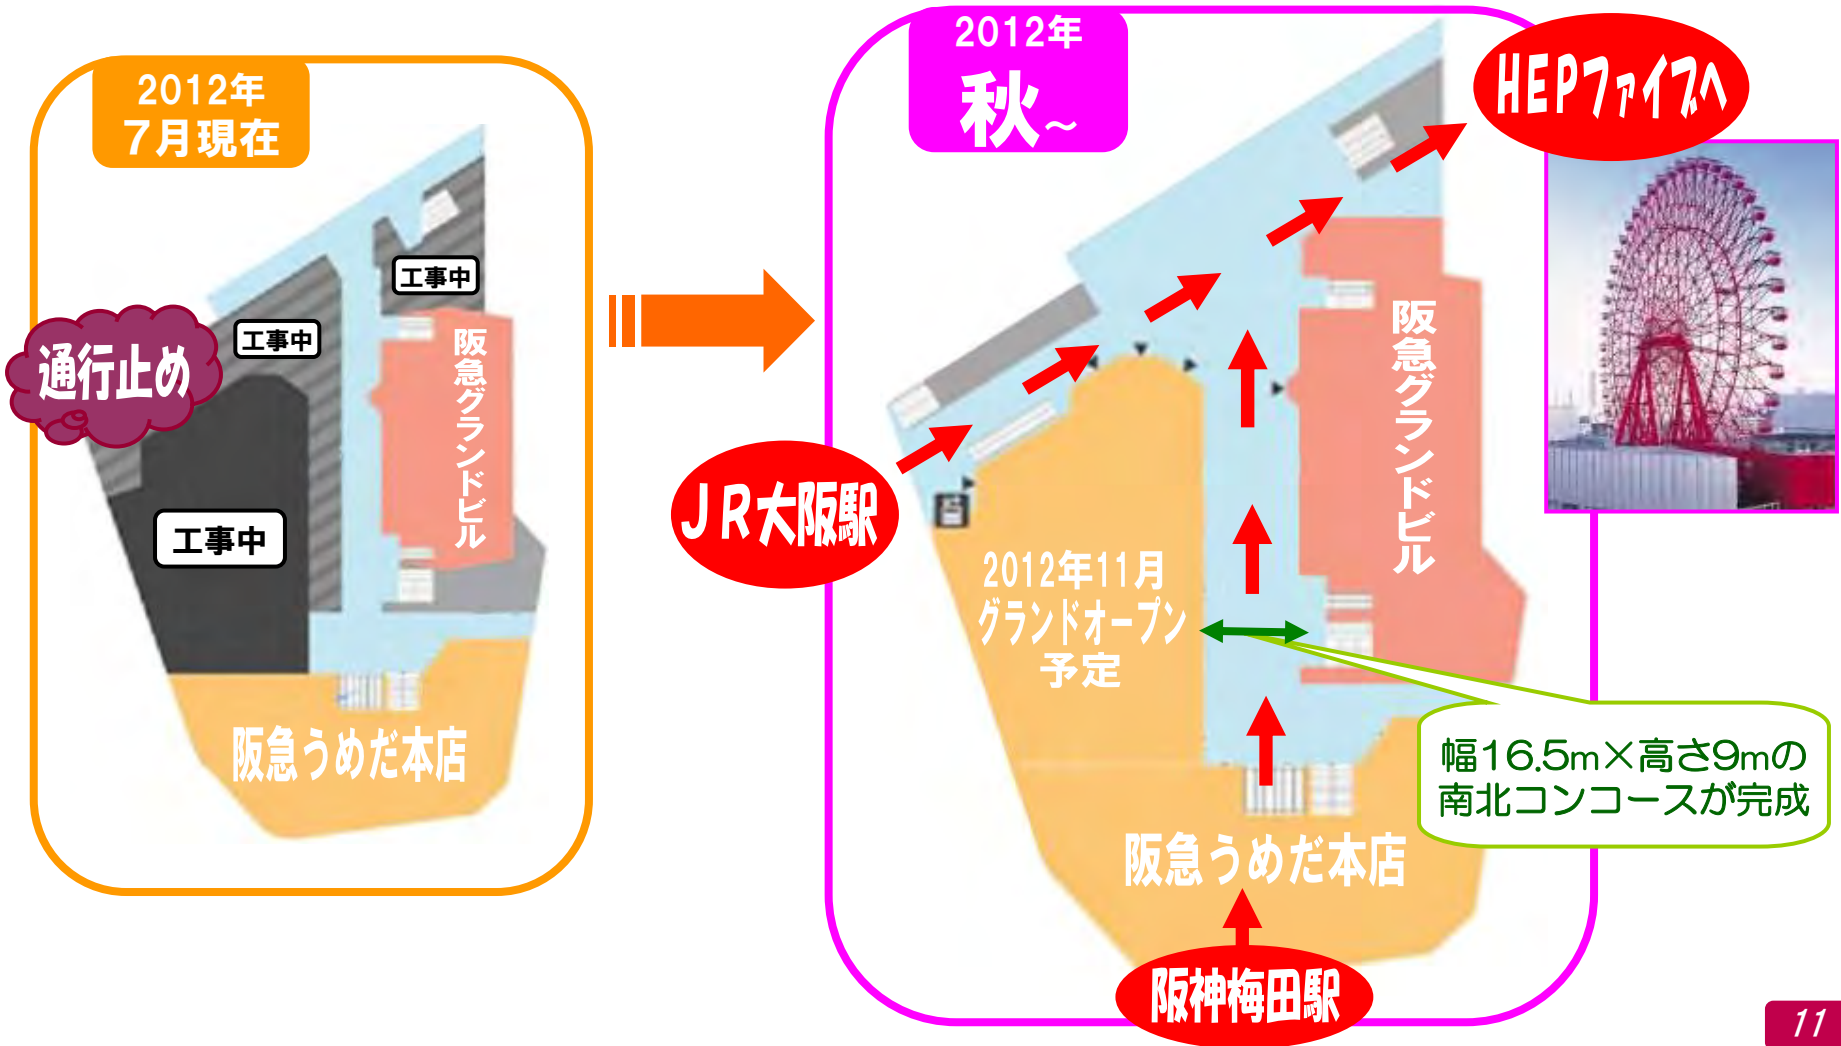 2012年
7月現在
工事中
工事中
通行止め
阪急グランドビル
工事中
阪急うめだ本店
2012年
秋~
HEPファイブへ
阪急グランドビル
JR大阪駅
2012年11月
グランドオープン
予定
幅16.5m×高さ9mの
南北コンコースが完成
阪急うめだ本店
阪神梅田駅
11